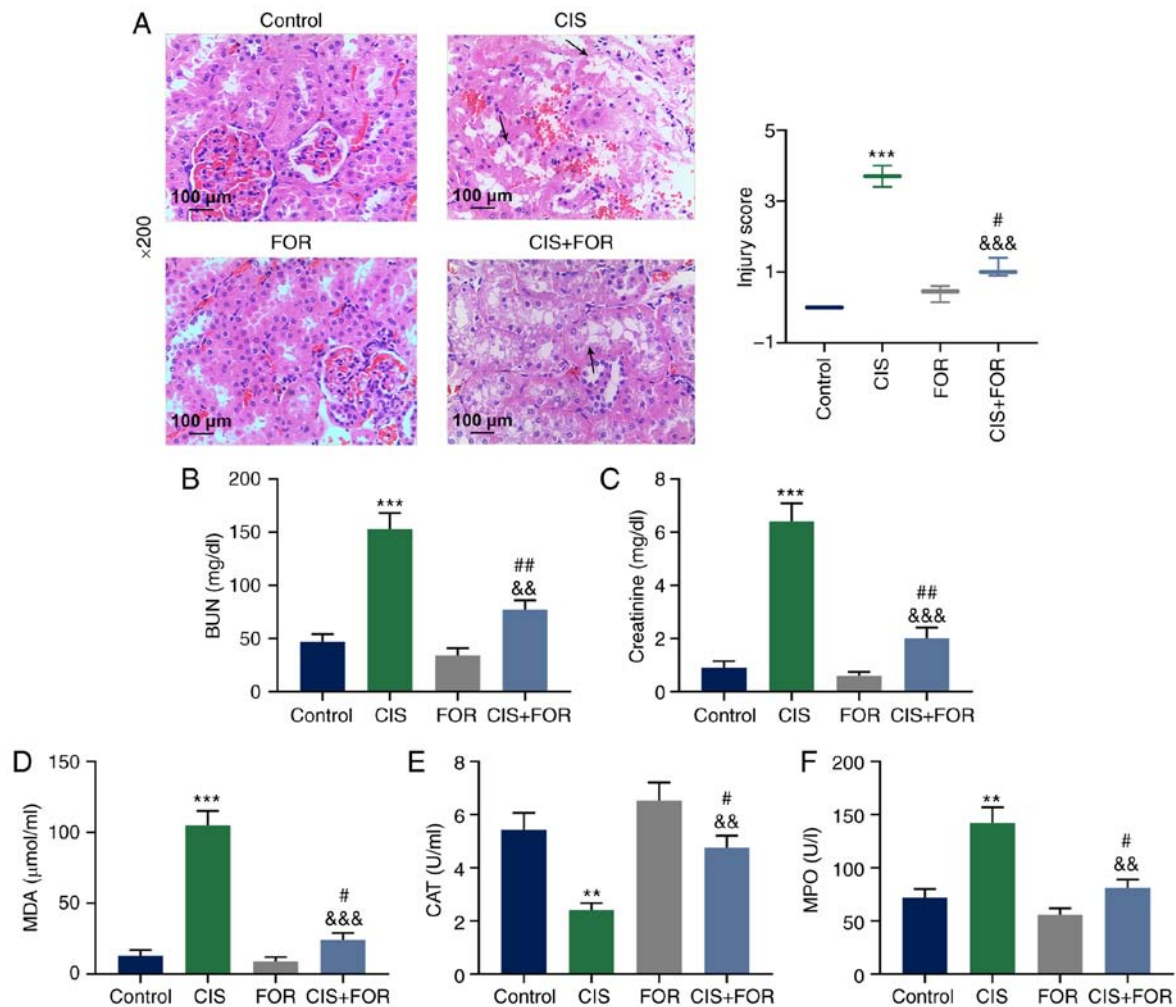 A
Control
CIS
100 µm
100 µm
FOR
CIS+FOR
100 µm
100 µm
×200
Injury score
5
3
1
−1
***
#
&&&
Control
CIS
FOR
CIS+FOR
B
BUN (mg/dl)
200
150
100
50
0
***
##
&&
Control CIS FOR CIS+FOR
C
Creatinine (mg/dl)
8
6
4
2
0
***
##
&&&
Control CIS FOR CIS+FOR
D
MDA (µmol/ml)
150
100
50
0
***
#
&&&
Control CIS FOR CIS+FOR
E
CAT (U/ml)
8
6
4
2
0
**
#
&&
Control CIS FOR CIS+FOR
F
MPO (U/l)
200
150
100
50
0
**
#
&&
Control CIS FOR CIS+FOR